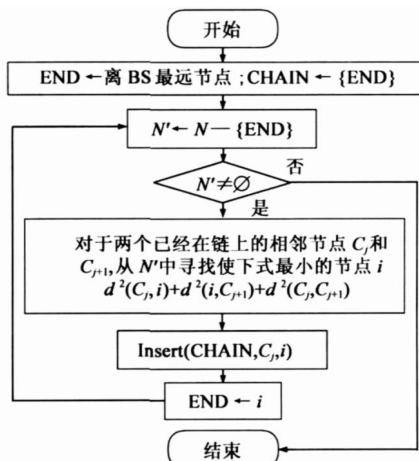 开始
END←离 BS 最远节点;CHAIN←{END}
N'←N—{END}
N'≠∅
否
是
对于两个已经在链上的相邻节点 Cj 和
Cj+1,从 N'中寻找使下式最小的节点 i
d²(Cj,i)+d²(i,Cj+1)+d²(Cj,Cj+1)
Insert(CHAIN,Cj,i)
END←i
结束